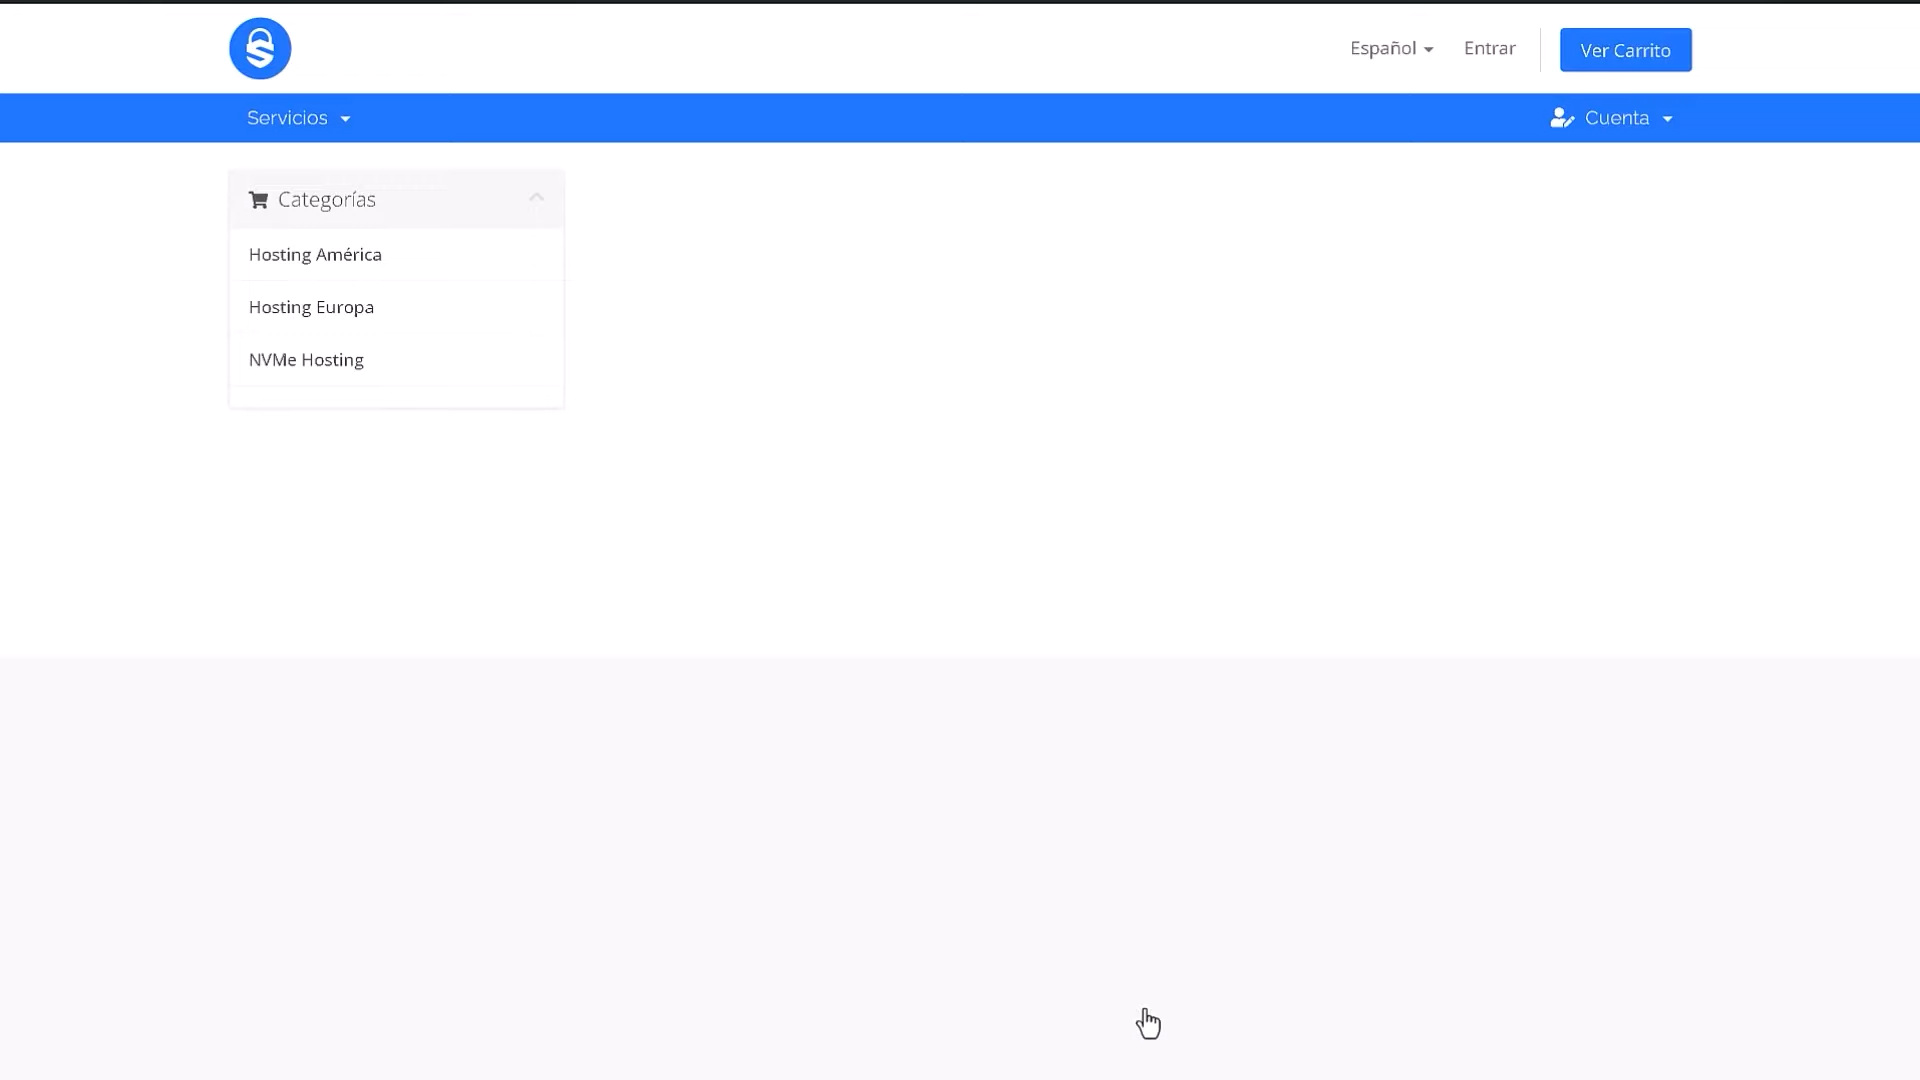 Español
Entrar
Ver Carrito
Servicios
Cuenta
Categorías
Hosting América
Hosting Europa
NVMe Hosting